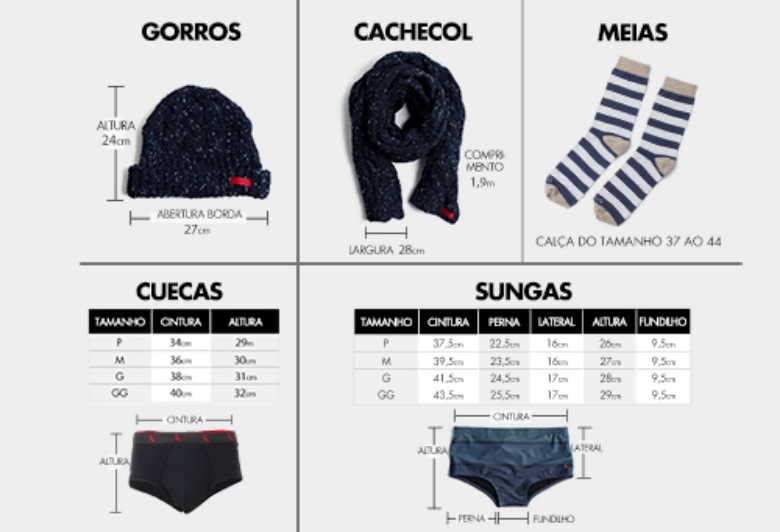 GORROS
ALTURA
24cm
ABERTURA BORDA
27cm
CACHECOL
COMPRI
MENTO
1,9m
LARGURA 28cm
MEIAS
CALÇA DO TAMANHO 37 AO 44
CUECAS
TAMANHO CINTURA ALTURA
P 34cm 29m
M 36cm 30cm
G 38cm 31cm
GG 40cm 32cm
CINTURA
ALTURA
SUNGAS
TAMANHO CINTURA PERNA LATERAL ALTURA FUNDILHO
P 37,5cm 22,5cm 16cm 26cm 9,5cm
M 39,5cm 23,5cm 16cm 27cm 9,5cm
G 41,5cm 24,5cm 17cm 28cm 9,5cm
GG 43,5cm 25,5cm 17cm 29cm 9,5cm
CINTURA
ALTURA
LATERAL
PERNA FUNDILHO